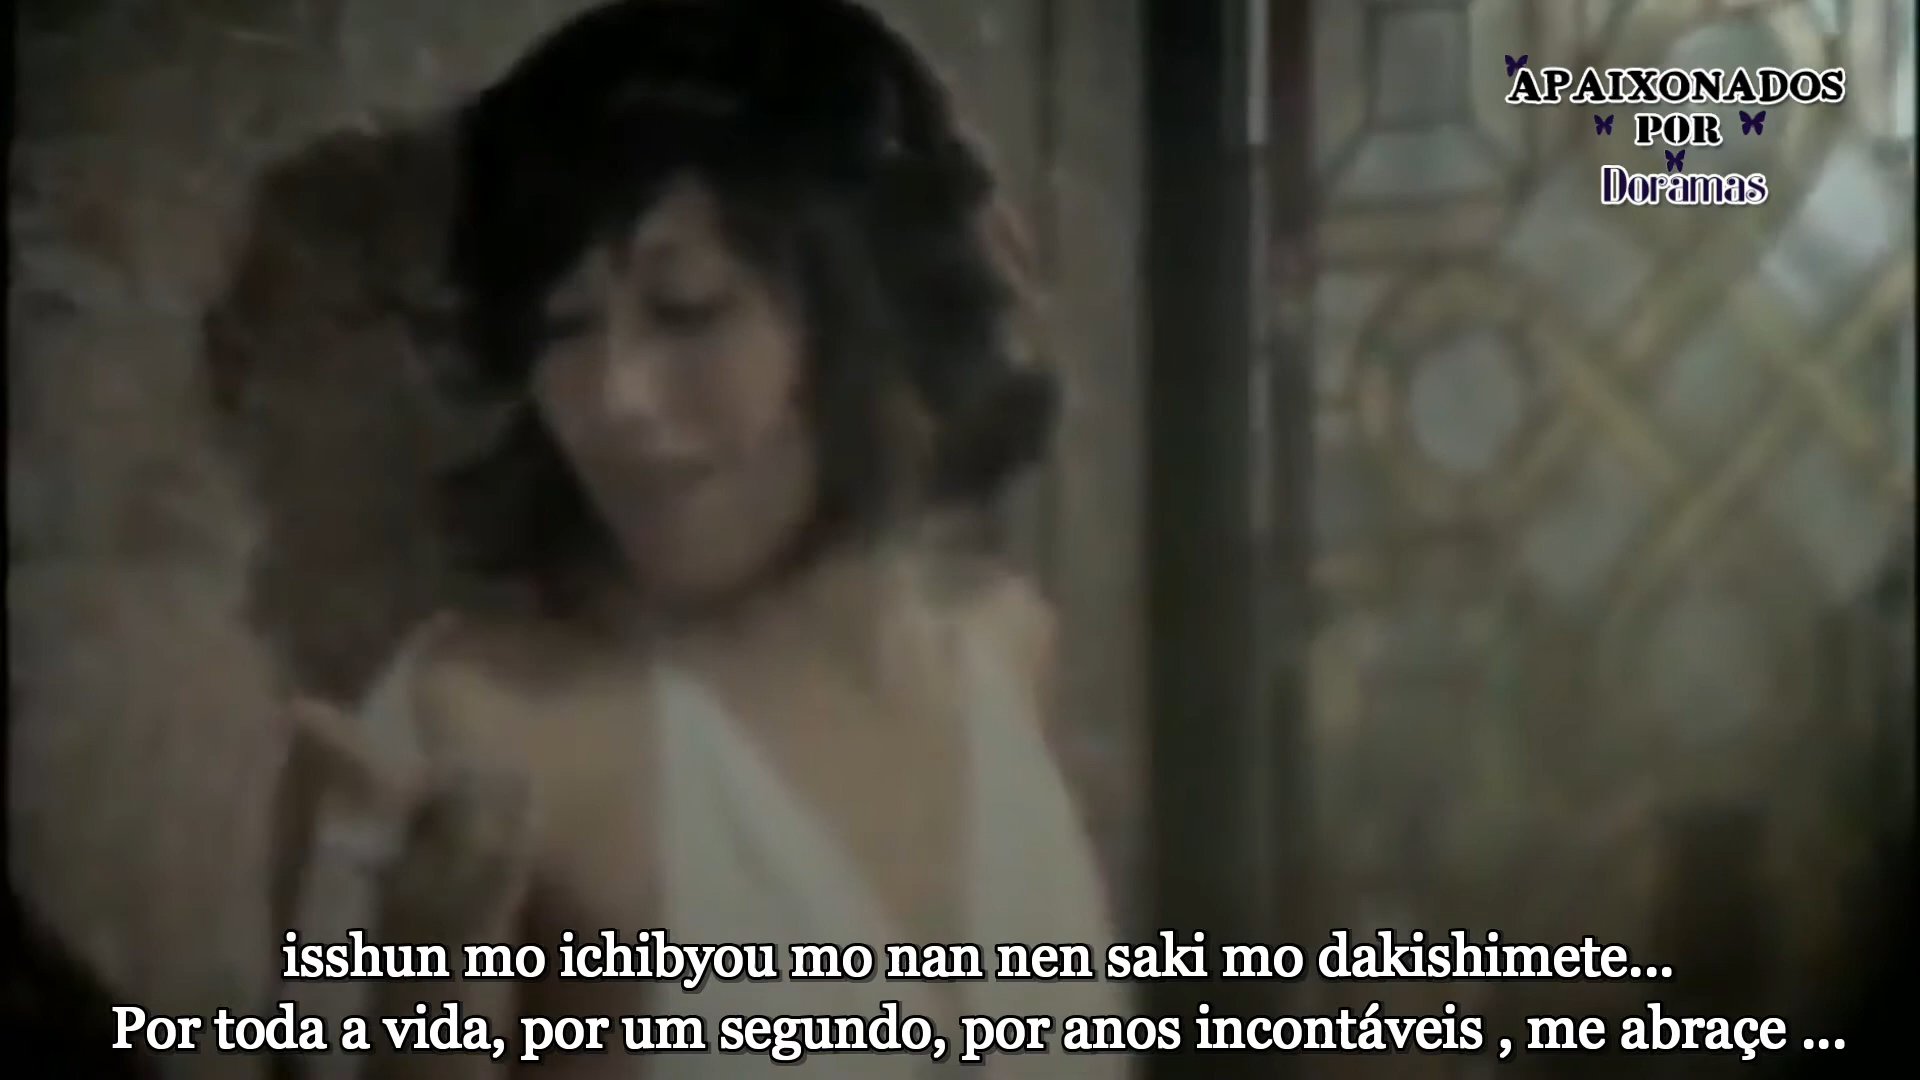 APAIXONADOS
POR
Doramas
isshun mo ichibyou mo nan nen saki mo dakishimete...
Por toda a vida, por um segundo, por anos incontáveis , me abraçe ...